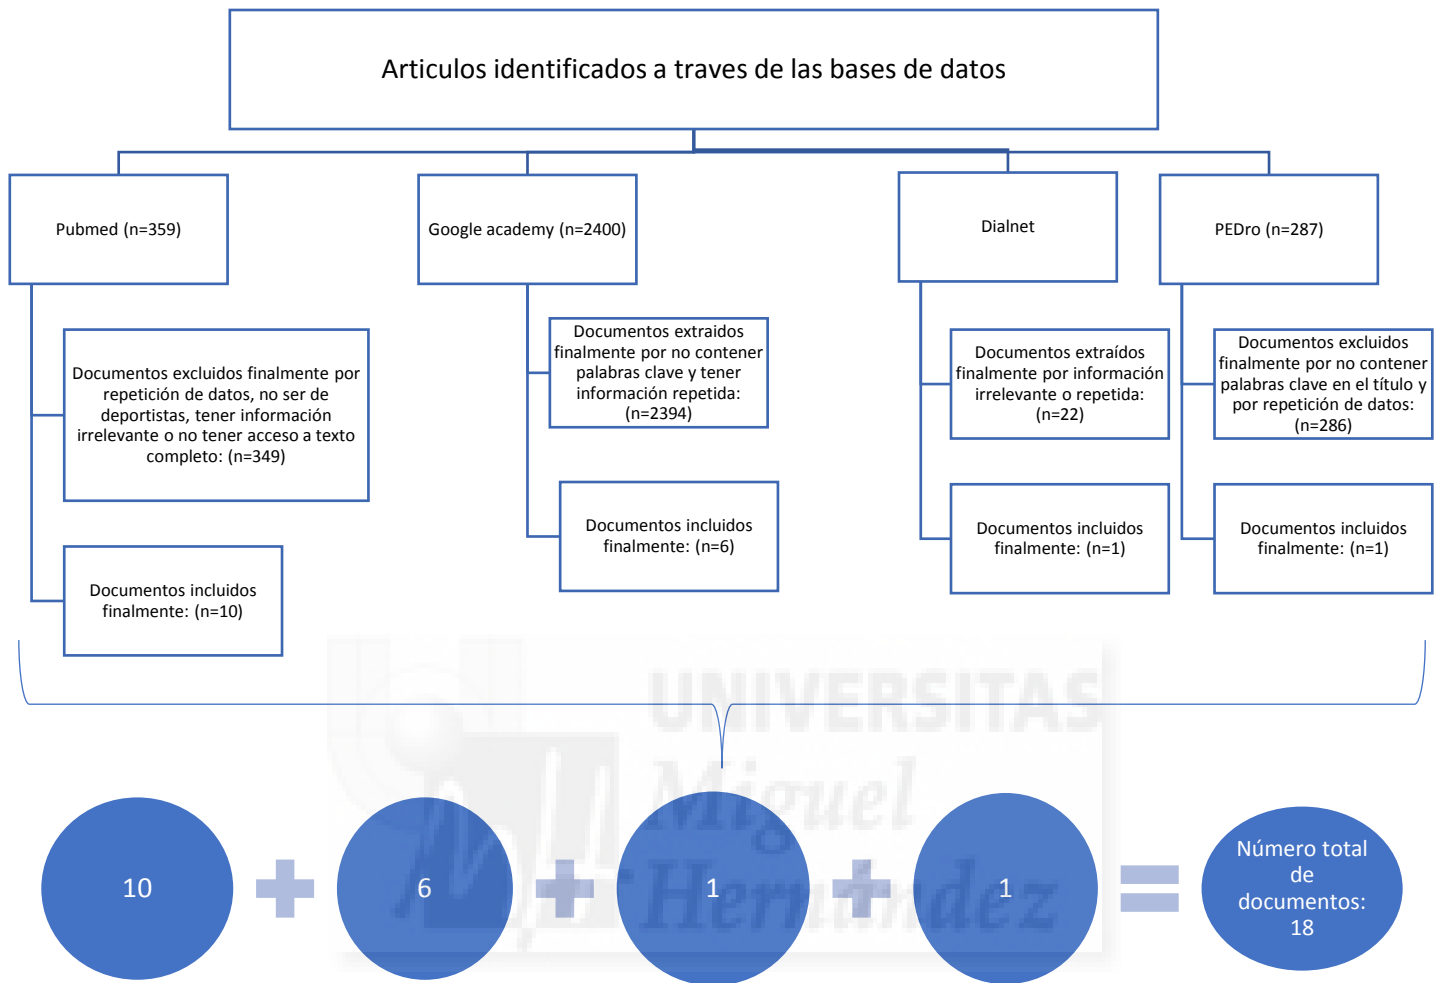 Articulos identificados a traves de las bases de datos
Pubmed (n=359)
Google academy (n=2400)
Dialnet
PEDro (n=287)
Documentos excluidos finalmente por
repetición de datos, no ser de
deportistas, tener información
irrelevante o no tener acceso a texto
completo: (n=349)
Documentos extraidos
finalmente por no contener
palabras clave y tener
información repetida:
(n=2394)
Documentos extraídos
finalmente por información
irrelevante o repetida:
(n=22)
Documentos excluidos
finalmente por no contener
palabras clave en el título y
por repetición de datos:
(n=286)
Documentos incluidos
finalmente: (n=10)
Documentos incluidos
finalmente: (n=6)
Documentos incluidos
finalmente: (n=1)
Documentos incluidos
finalmente: (n=1)
UNIVERSITAS
Miguel
Hernández
10
+
6
+
1
+
1
=
Número total
de
documentos:
18